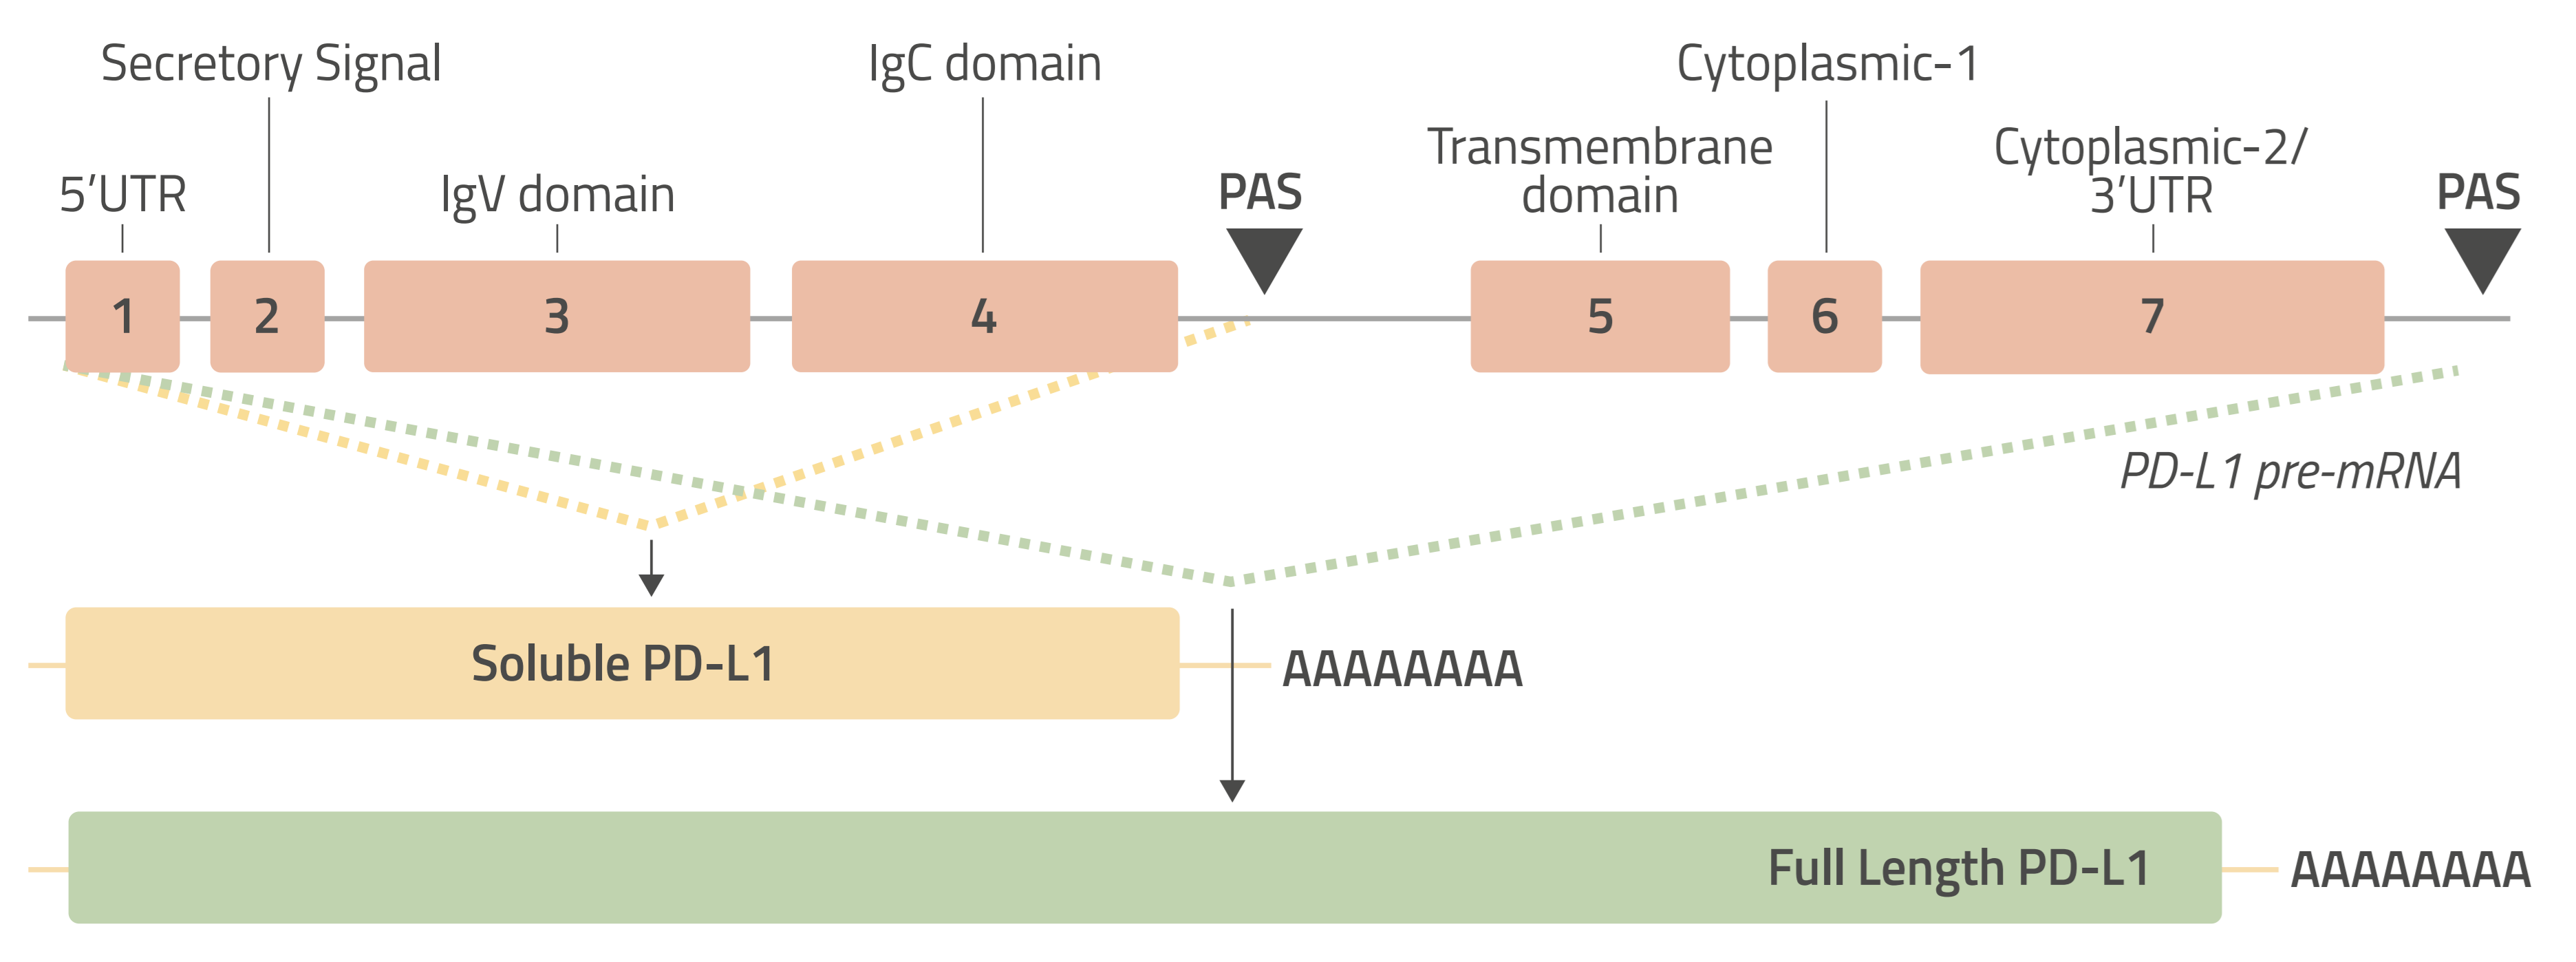 Secretory Signal
IgC domain
Cytoplasmic-1
5’UTR
IgV domain
PAS
Transmembrane
domain
Cytoplasmic-2/
3’UTR
PAS
1
2
3
4
5
6
7
PD-L1 pre-mRNA
Soluble PD-L1
AAAAAAAA
Full Length PD-L1
AAAAAAAA